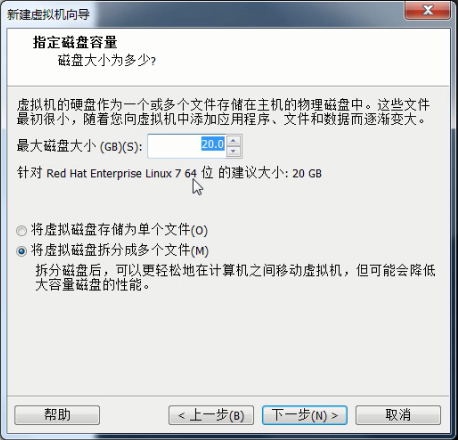 新建虚拟机向导
指定磁盘容量
磁盘大小为多少?
虚拟机的硬盘作为一个或多个文件存储在主机的物理磁盘中。这些文件
最初很小，随着您向虚拟机中添加应用程序、文件和数据而逐渐变大。
最大磁盘大小 (GB)(S): 20.0
针对 Red Hat Enterprise Linux 7 64 位 的建议大小: 20 GB
将虚拟磁盘存储为单个文件(O)
将虚拟磁盘拆分成多个文件(M)
拆分磁盘后，可以更轻松地在计算机之间移动虚拟机，但可能会降低
大容量磁盘的性能。
帮助 < 上一步(B) 下一步(N) > 取消